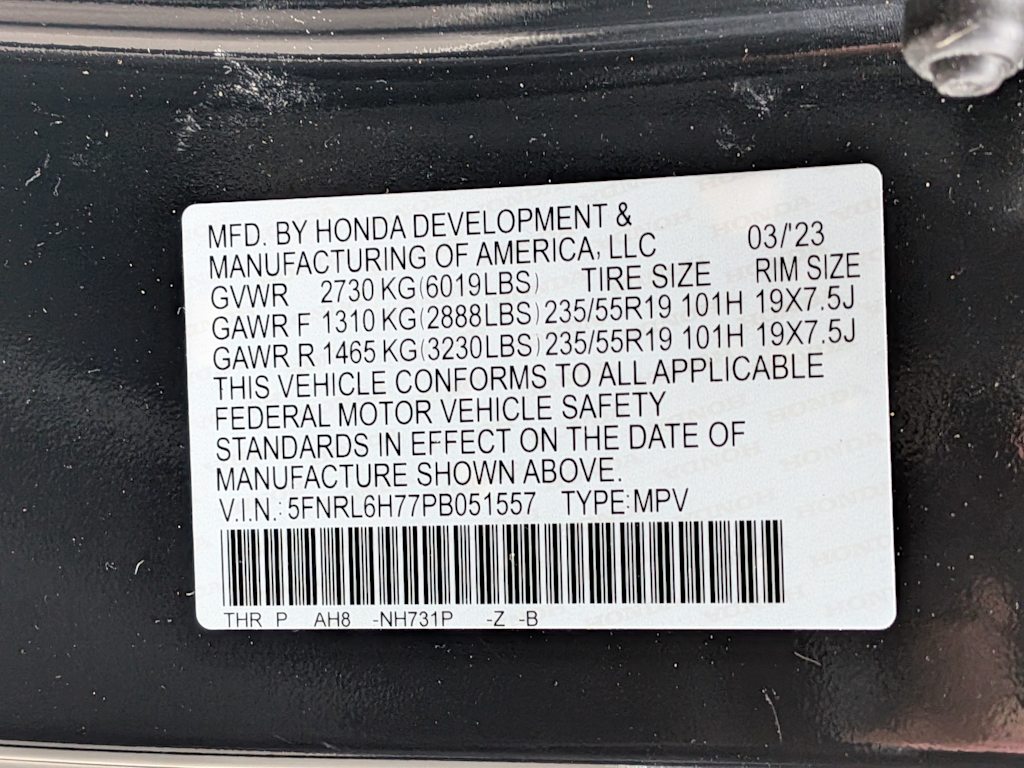 MFD. BY HONDA DEVELOPMENT &
MANUFACTURING OF AMERICA, LLC 03/'23
GVWR 2730 KG(6019LBS) TIRE SIZE RIM SIZE
GAWR F 1310 KG(2888LBS) 235/55R19 101H 19X7.5J
GAWR R 1465 KG(3230LBS) 235/55R19 101H 19X7.5J
THIS VEHICLE CONFORMS TO ALL APPLICABLE
FEDERAL MOTOR VEHICLE SAFETY
STANDARDS IN EFFECT ON THE DATE OF
MANUFACTURE SHOWN ABOVE.
V.I.N.: 5FNRL6H77PB051557 TYPE:MPV
THR P AH8 -NH731P -Z -B